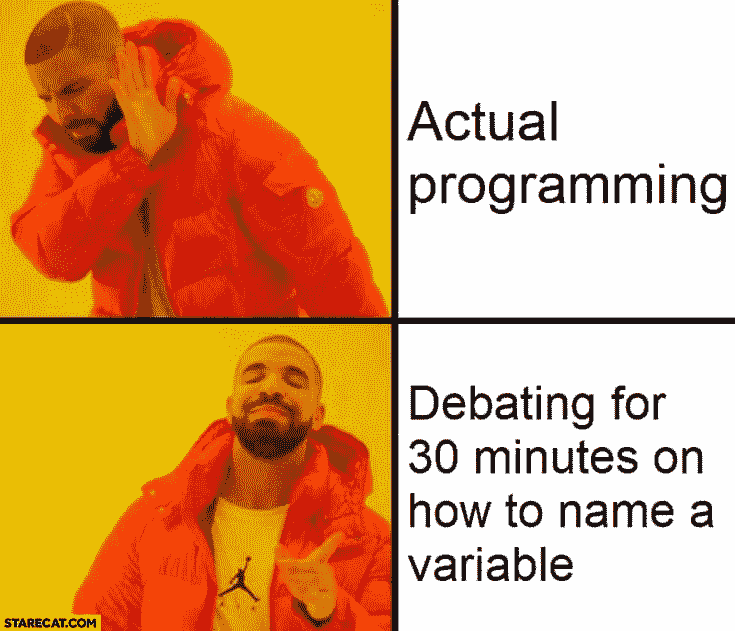 Actual
programming
Debating for
30 minutes on
how to name a
variable
STARECAT.COM